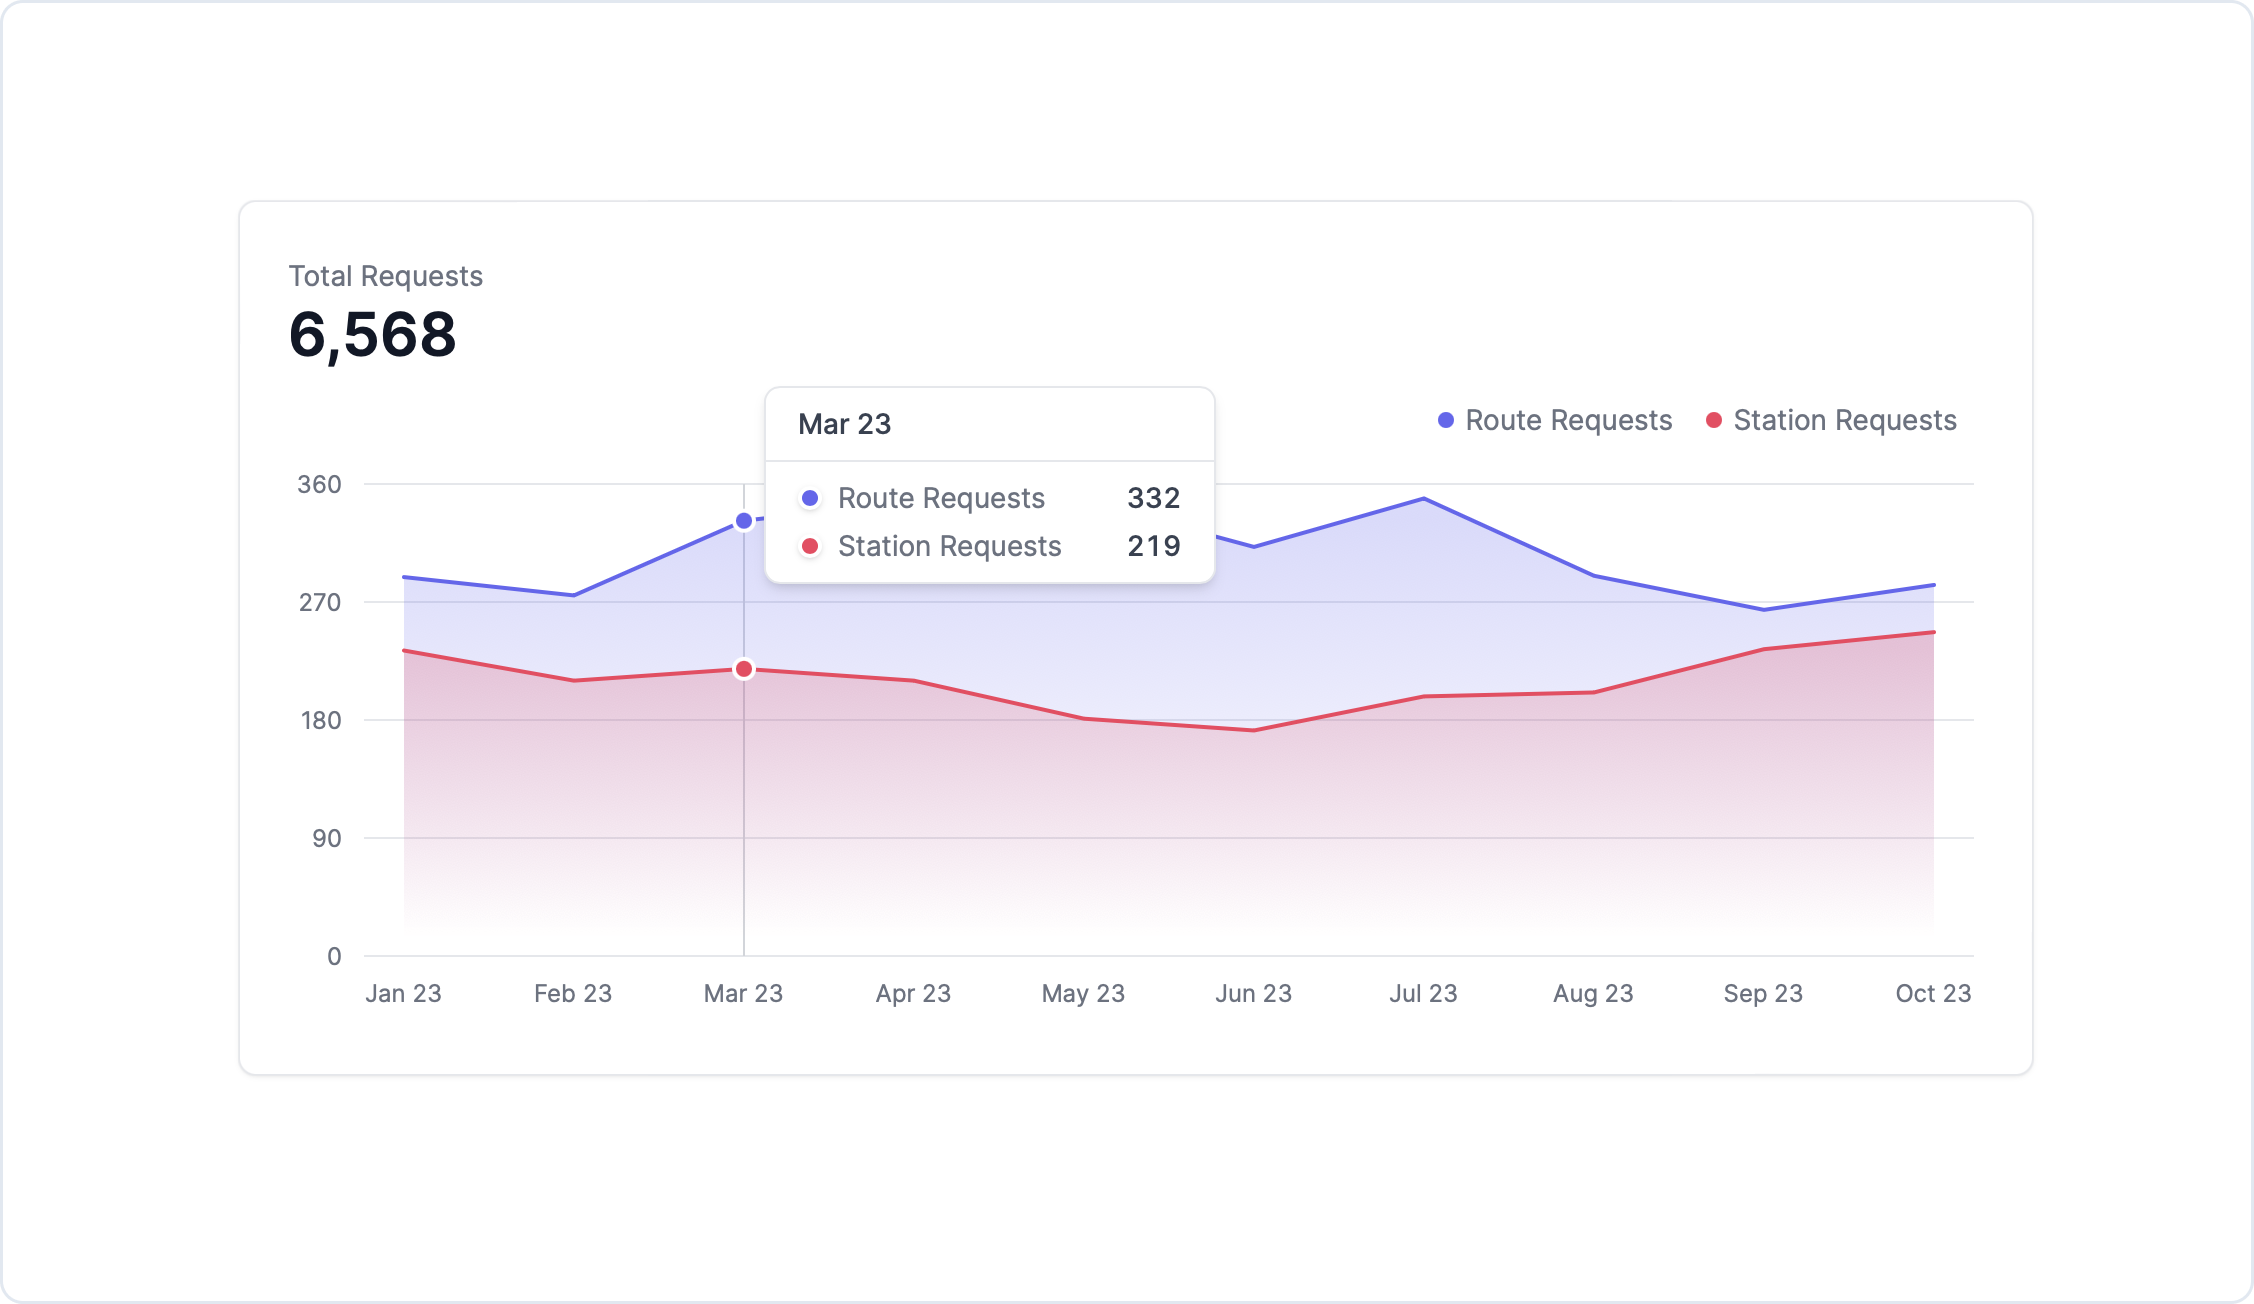 Total Requests
6,568
Mar 23
Route Requests 332
Station Requests 219
Route Requests Station Requests
360
270
180
90
0
Jan 23 Feb 23 Mar 23 Apr 23 May 23 Jun 23 Jul 23 Aug 23 Sep 23 Oct 23